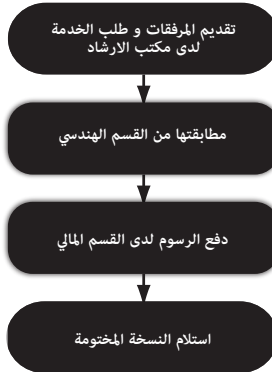 تقديم المرفقات و طلب الخدمة
لدى مكتب الارشاد
مطابقتها من القسم الهندسي
دفع الرسوم لدى القسم المالي
استلام النسخة المختومة